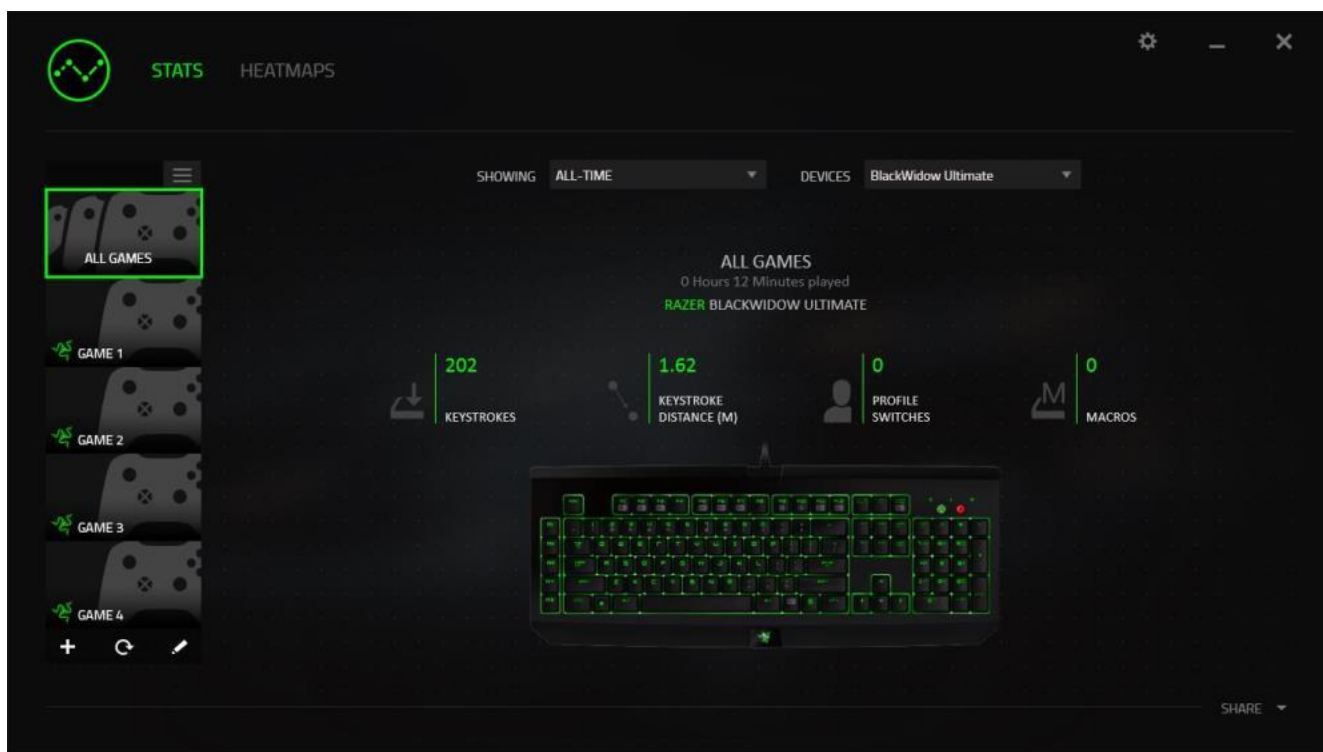 STATS HEATMAPS
SHOWING ALL-TIME DEVICES BlackWidow Ultimate
ALL GAMES
GAME 1
GAME 2
GAME 3
GAME 4
ALL GAMES
0 Hours 12 Minutes played
RAZER BLACKWIDOW ULTIMATE
202
KEYSTROKES
1.62
KEYSTROKE
DISTANCE (M)
0
PROFILE
SWITCHES
M
0
MACROS
SHARE